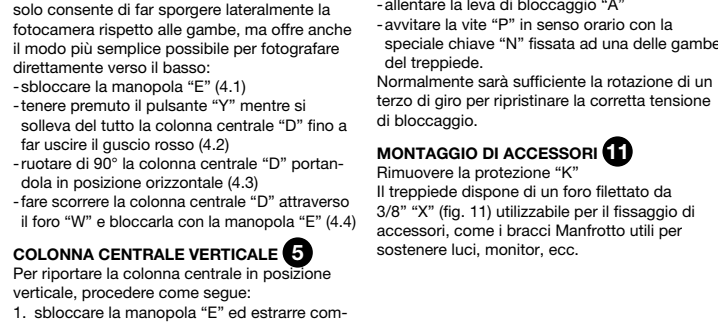 solo consente di far sporgere lateralmente la
fotocamera rispetto alle gambe, ma offre anche
il modo più semplice possibile per fotografare
direttamente verso il basso:
- sbloccare la manopola “E” (4.1)
- tenere premuto il pulsante “Y” mentre si
solleva del tutto la colonna centrale “D” fino a
far uscire il guscio rosso (4.2)
- ruotare di 90° la colonna centrale “D” portan-
dola in posizione orizzontale (4.3)
- fare scorrere la colonna centrale “D” attraverso
il foro “W” e bloccarla con la manopola “E” (4.4)
COLONNA CENTRALE VERTICALE 5
Per riportare la colonna centrale in posizione
verticale, procedere come segue:
1. sbloccare la manopola “E” ed estrarre com-
- allentare la leva di bloccaggio “A”
- avvitare la vite “P” in senso orario con la
speciale chiave “N” fissata ad una delle gambe
del treppiede.
Normalmente sarà sufficiente la rotazione di un
terzo di giro per ripristinare la corretta tensione
di bloccaggio.
MONTAGGIO DI ACCESSORI 11
Rimuovere la protezione “K”
Il treppiede dispone di un foro filettato da
3/8” “X” (fig. 11) utilizzabile per il fissaggio di
accessori, come i bracci Manfrotto utili per
sostenere luci, monitor, ecc.